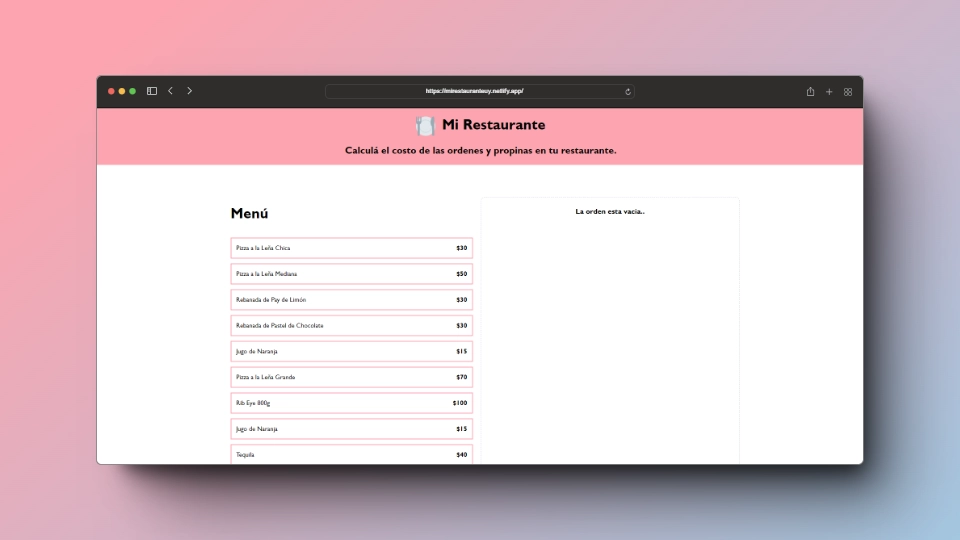 https://mirestauranteuy.netlify.app/
Mi Restaurante
Calculá el costo de las ordenes y propinas en tu restaurante.
Menú
La orden esta vacia..
Pizza a la Leña Chica $30
Pizza a la Leña Mediana $50
Rebanada de Pay de Limón $30
Rebanada de Pastel de Chocolate $30
Jugo de Naranja $15
Pizza a la Leña Grande $70
Rib Eye 800g $100
Jugo de Naranja $15
Tequila $40